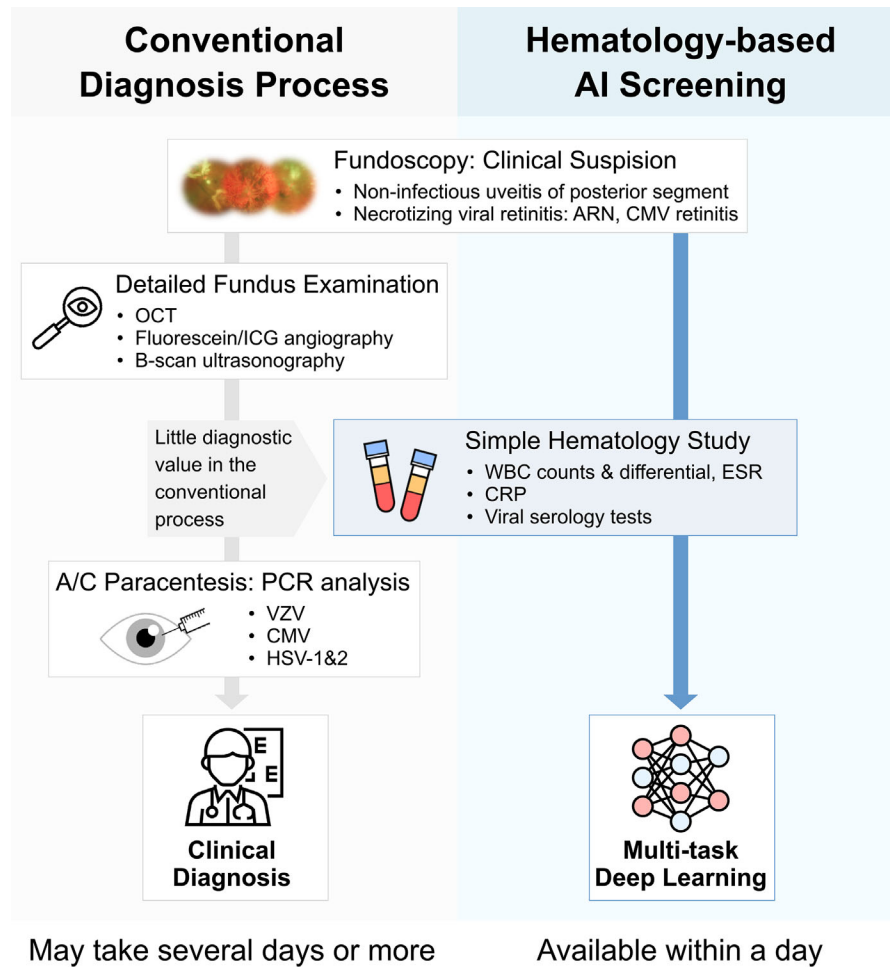 Conventional
Diagnosis Process
Hematology-based
AI Screening
Fundoscopy: Clinical Suspision
• Non-infectious uveitis of posterior segment
• Necrotizing viral retinitis: ARN, CMV retinitis
Detailed Fundus Examination
• OCT
• Fluorescein/ICG angiography
• B-scan ultrasonography
Little diagnostic
value in the
conventional
process
Simple Hematology Study
• WBC counts & differential, ESR
• CRP
• Viral serology tests
A/C Paracentesis: PCR analysis
• VZV
• CMV
• HSV-1&2
E
E
Clinical
Diagnosis
Multi-task
Deep Learning
May take several days or more
Available within a day